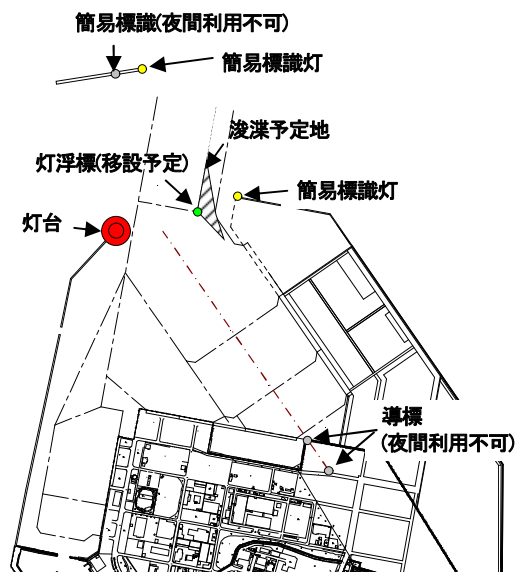 簡易標識(夜間利用不可)
簡易標識灯
浚渫予定地
灯浮標(移設予定)
簡易標識灯
灯台
導標
(夜間利用不可)